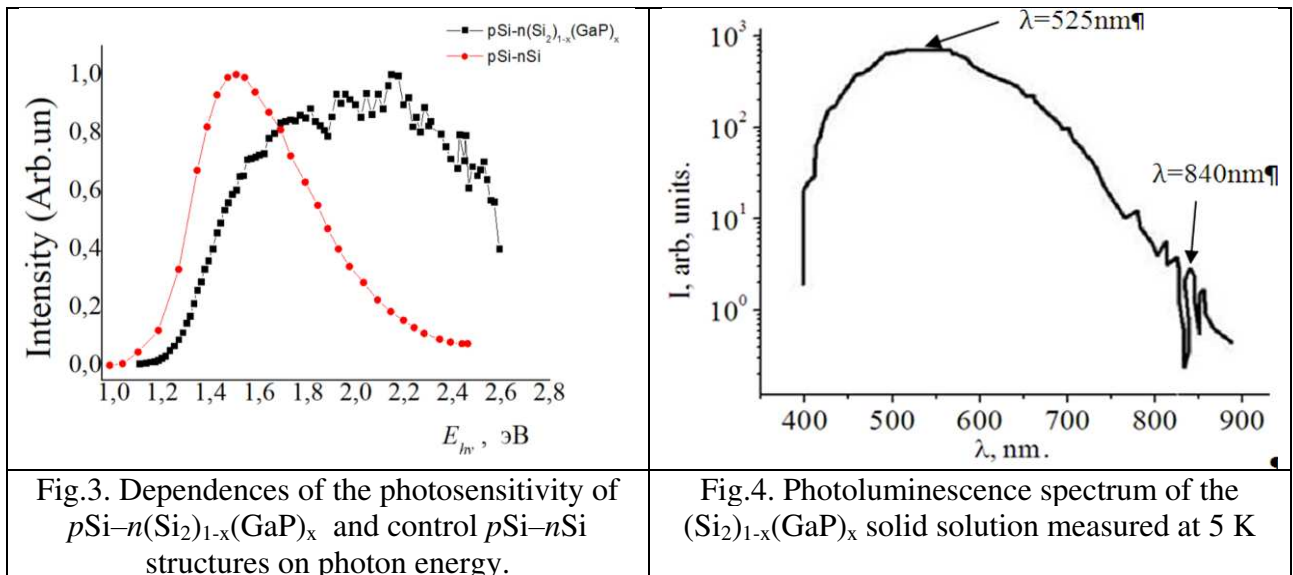 pSi-n(Si₂)₁₋ₓ(GaP)ₓ
pSi-nSi
Intensity (Arb.un)
1,0
0,8
0,6
0,4
0,2
0,0
1,0 1,2 1,4 1,6 1,8 2,0 2,2 2,4 2,6 2,8
E_hν , эВ
λ=525nm¶
λ=840nm¶
I, arb, units.
10³
10²
10¹
10⁰
400 500 600 700 800 900
λ, nm.
¶
Fig.3. Dependences of the photosensitivity of
pSi–n(Si₂)₁₋ₓ(GaP)ₓ and control pSi–nSi
structures on photon energy.
Fig.4. Photoluminescence spectrum of the
(Si₂)₁₋ₓ(GaP)ₓ solid solution measured at 5 K